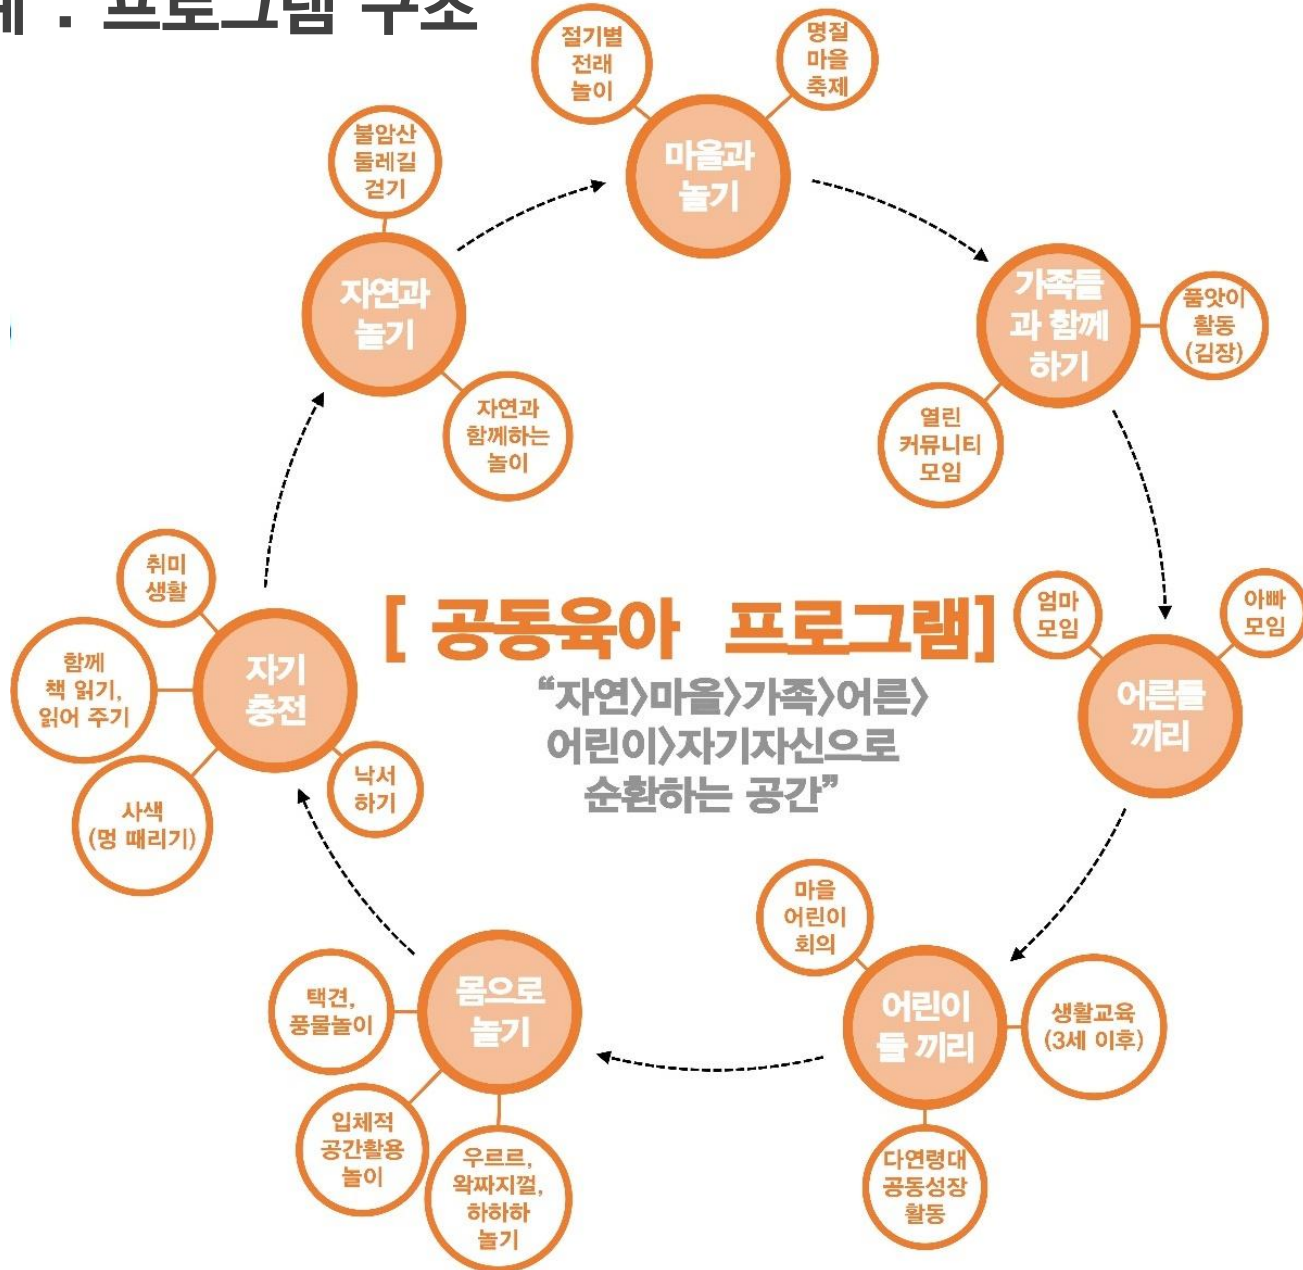 : 프로그램 구조
절기별
전래
놀이
명절
마을
축제
마을과
놀기
불암산
둘레길
걷기
자연과
놀기
자연과
함께하는
놀이
가족들
과 함께
하기
품앗이
활동
(김장)
열린
커뮤니티
모임
취미
생활
함께
책 읽기,
읽어 주기
자기
충전
사색
(멍 때리기)
낙서
하기
[ 공동육아 프로그램]
“자연>마을>가족>어른>
어린이>자기자신으로
순환하는 공간”
엄마
모임
아빠
모임
어른들
끼리
마을
어린이
회의
어린이
들 끼리
생활교육
(3세 이후)
다연령대
공동성장
활동
몸으로
놀기
택견,
풍물놀이
입체적
공간활용
놀이
우르르,
왁짜지껄,
하하하
놀기